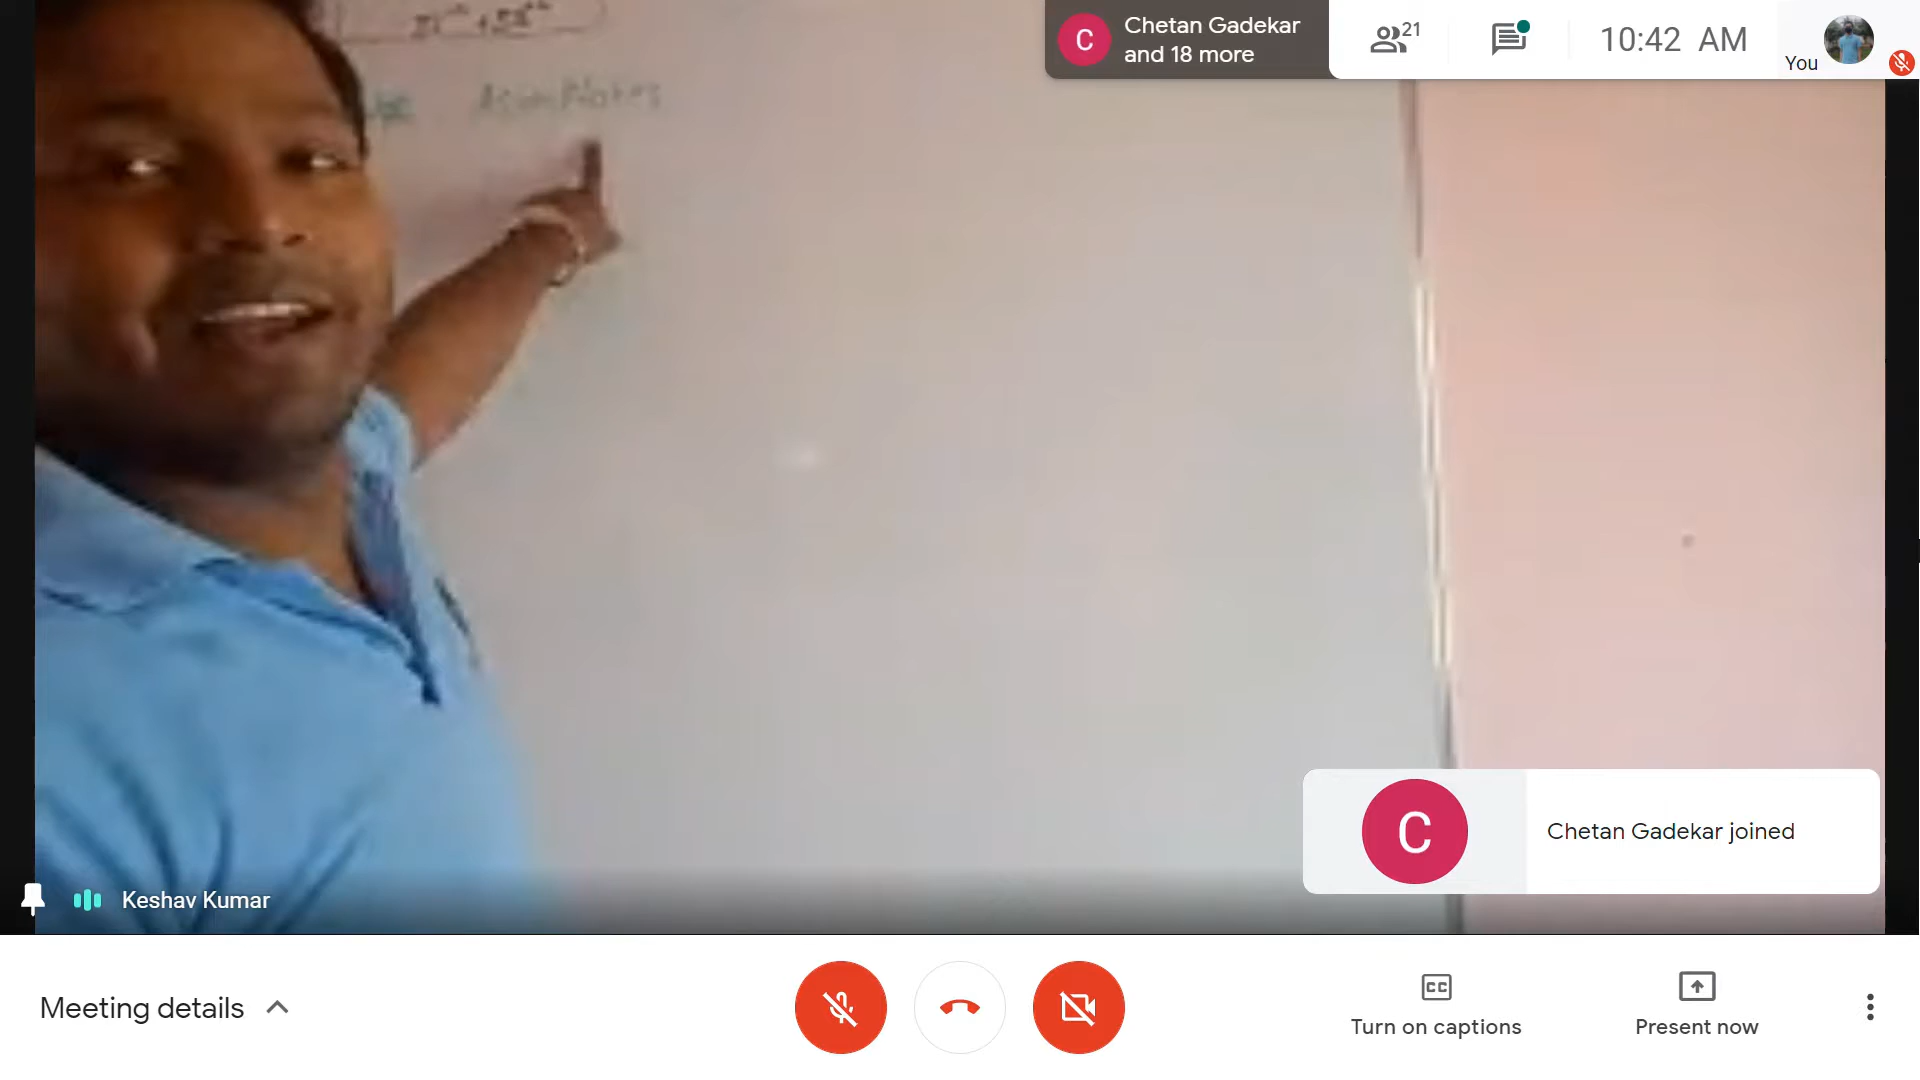 Chetan Gadekar
and 18 more
21
10:42 AM
You
C
C
Chetan Gadekar joined
Keshav Kumar
Meeting details
CC
Turn on captions
Present now